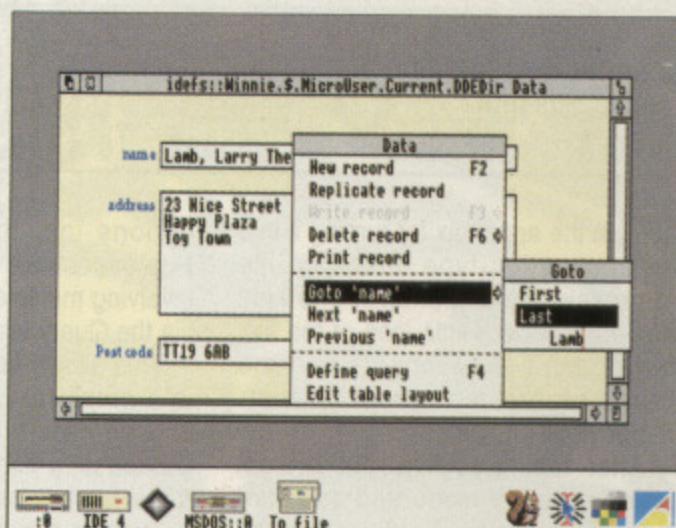 idefs::Winnie.$.MicroUser.Current.DDEDir Data
name Lamb, Larry The
address 23 Nice Street
Happy Plaza
Toy Town
Post code TT19 6AB
Data
New record F2
Replicate record
Write record F3
Delete record F6
Print record
Goto 'name'
Next 'name'
Previous 'name'
Define query F4
Edit table layout
Goto
First
Last
Lamb
:0 IDE 4 MSDOS::A To file